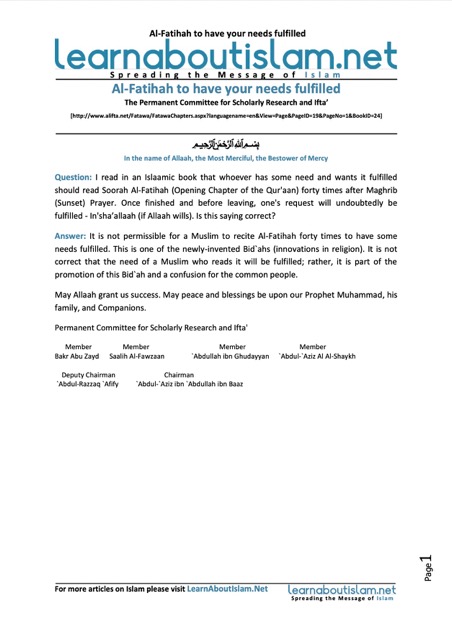 Al-Fatihah to have your needs fulfilled
learnaboutislam.net
Spreading the Message of Islam
Al-Fatihah to have your needs fulfilled
The Permanent Committee for Scholarly Research and Ifta'
[http://www.alifta.net/Fatawa/FatawaChapters.aspx?languagename=en&View=Page&PageID=19&PageNo=1&BookID=24]
بسم الله الرحمن الرحيم
In the name of Allaah, the Most Merciful, the Bestower of Mercy
Question: I read in an Islaamic book that whoever has some need and wants it fulfilled
should read Soorah Al-Fatihah (Opening Chapter of the Qur'aan) forty times after Maghrib
(Sunset) Prayer. Once finished and before leaving, one's request will undoubtedly be
fulfilled - In'sha'allaah (if Allaah wills). Is this saying correct?
Answer: It is not permissible for a Muslim to recite Al-Fatihah forty times to have some
needs fulfilled. This is one of the newly-invented Bid`ahs (innovations in religion). It is not
correct that the need of a Muslim who reads it will be fulfilled; rather, it is part of the
promotion of this Bid`ah and a confusion for the common people.
May Allaah grant us success. May peace and blessings be upon our Prophet Muhammad, his
family, and Companions.
Permanent Committee for Scholarly Research and Ifta'
Member Member Member Member
Bakr Abu Zayd Saalih Al-Fawzaan `Abdullah ibn Ghudayyan `Abdul-`Aziz Al Al-Shaykh
Deputy Chairman Chairman
`Abdul-Razzaq `Afify `Abdul-`Aziz ibn `Abdullah ibn Baaz
Page 1
For more articles on Islam please visit LearnAboutIslam.Net
learnaboutislam.net
Spreading the Message of Islam